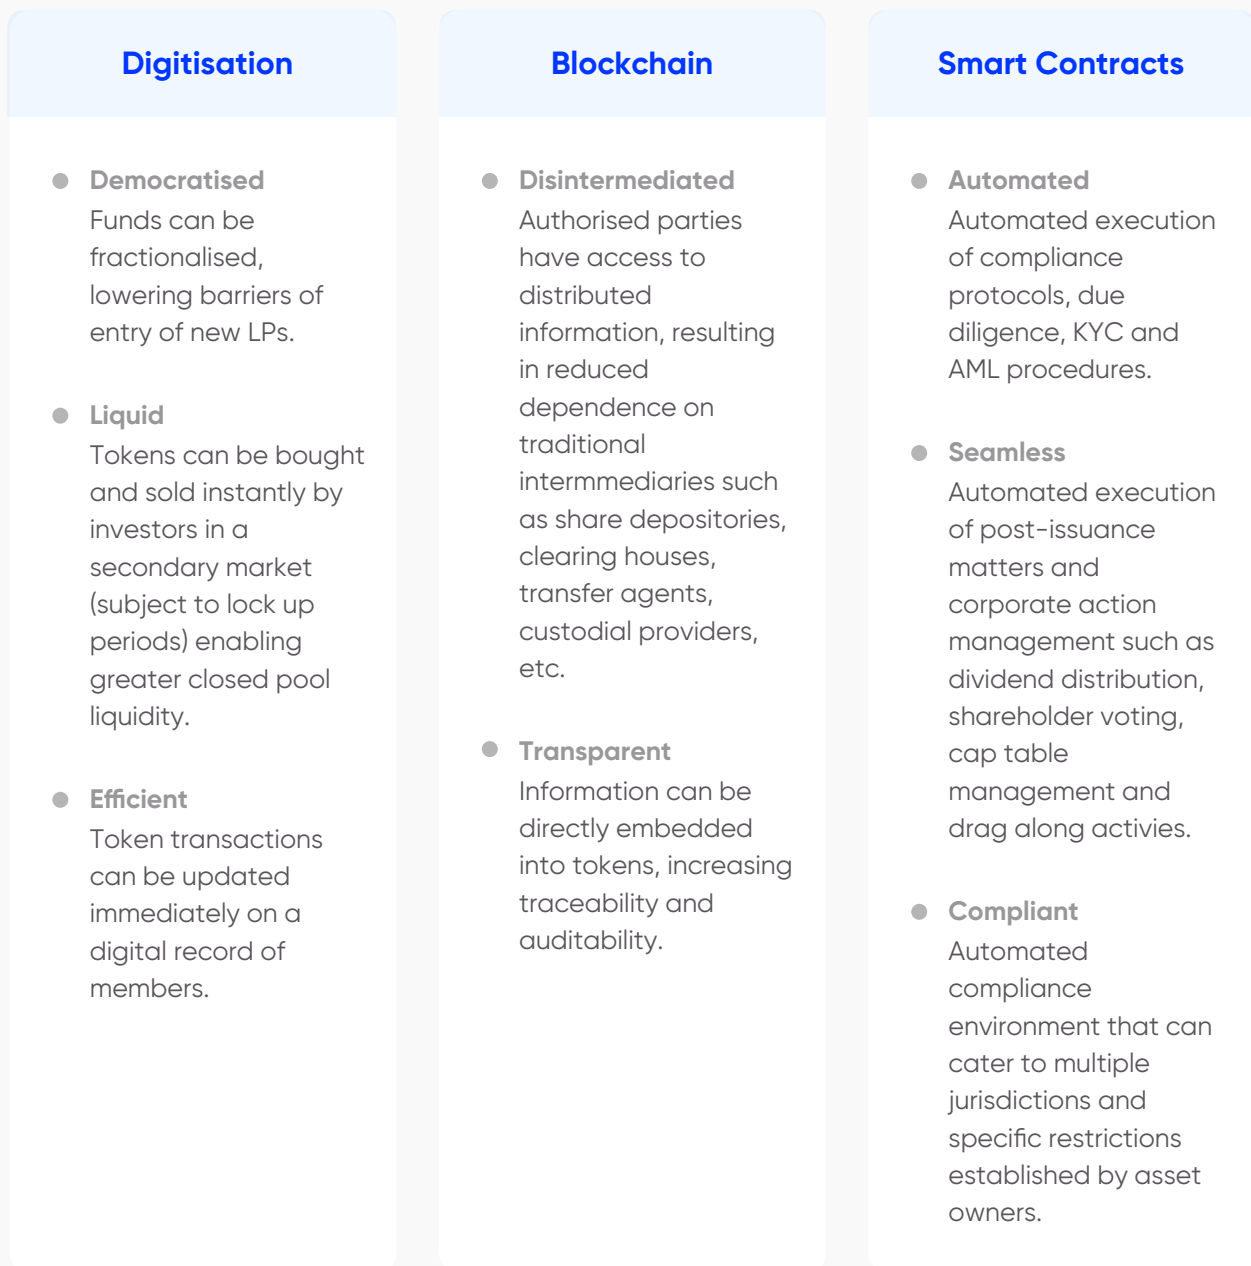 Digitisation
Democratised
Funds can be
fractionalised,
lowering barriers of
entry of new LPs.
Liquid
Tokens can be bought
and sold instantly by
investors in a
secondary market
(subject to lock up
periods) enabling
greater closed pool
liquidity.
Efficient
Token transactions
can be updated
immediately on a
digital record of
members.
Blockchain
Disintermediated
Authorised parties
have access to
distributed
information, resulting
in reduced
dependence on
traditional
intermmediaries such
as share depositories,
clearing houses,
transfer agents,
custodial providers,
etc.
Transparent
Information can be
directly embedded
into tokens, increasing
traceability and
auditability.
Smart Contracts
Automated
Automated execution
of compliance
protocols, due
diligence, KYC and
AML procedures.
Seamless
Automated execution
of post-issuance
matters and
corporate action
management such as
dividend distribution,
shareholder voting,
cap table
management and
drag along activies.
Compliant
Automated
compliance
environment that can
cater to multiple
jurisdictions and
specific restrictions
established by asset
owners.